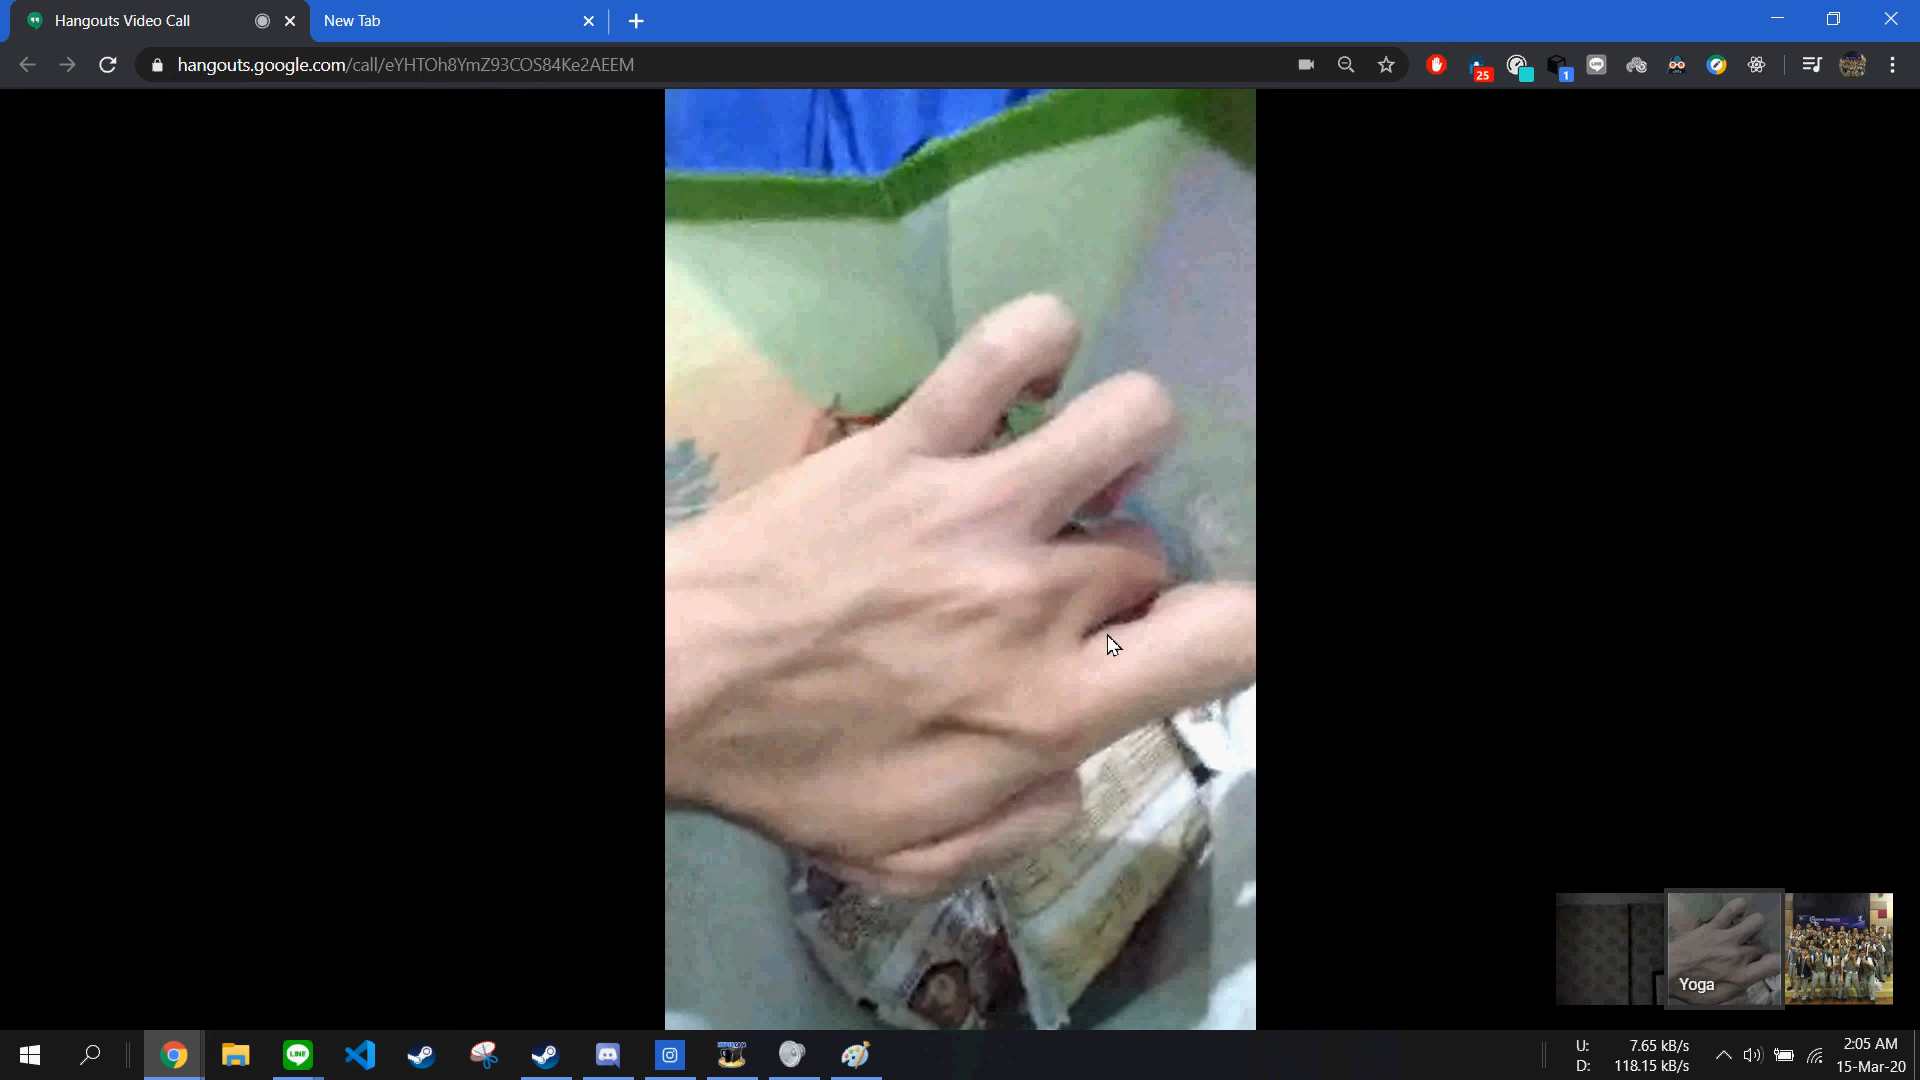 Hangouts Video Call
New Tab
hangouts.google.com/call/eYHTOh8YmZ93COS84Ke2AEEM
25
1
Yoga
LINE
U: 7.65 kB/s
D: 118.15 kB/s
2:05 AM
15-Mar-20